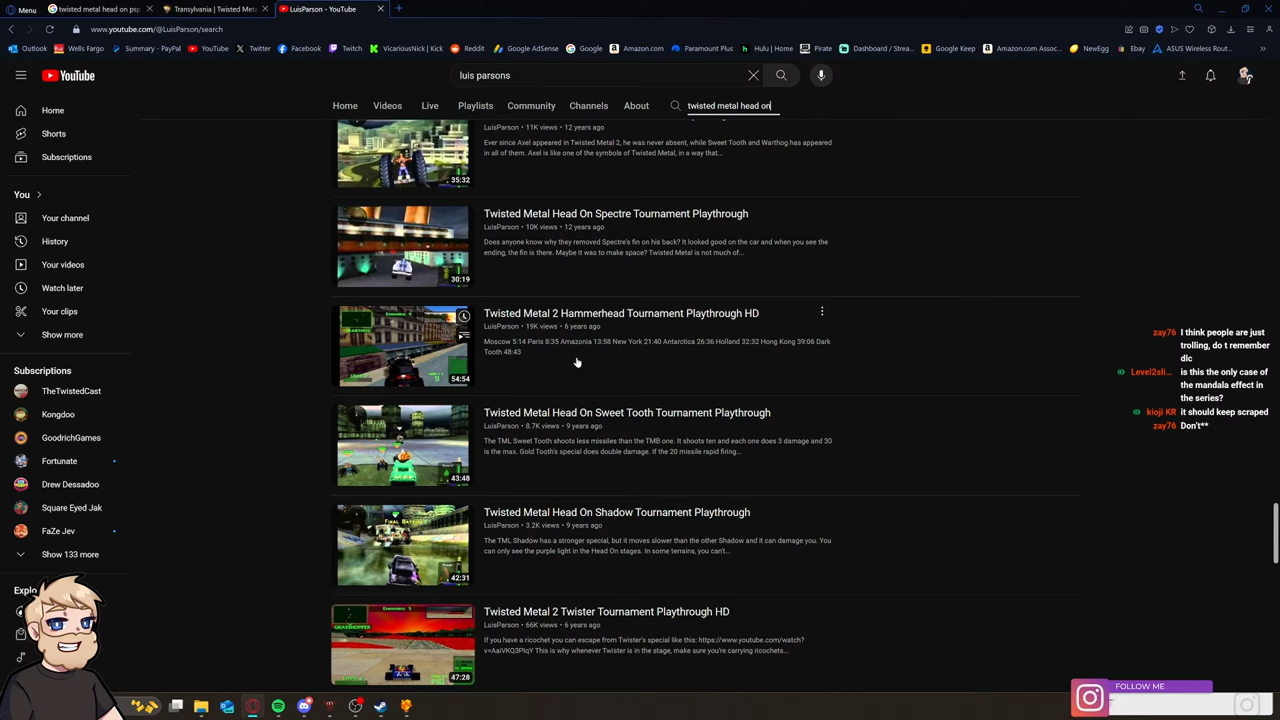 Menu
twisted metal head on psp
Transylvania | Twisted Met
LuisParson - YouTube
www.youtube.com/@LuisParson/search
Outlook
Wells Fargo
Summary - PayPal
YouTube
Twitter
Facebook
Twitch
VicariousNick | Kick
Reddit
Google AdSense
Google
Amazon.com
Paramount Plus
Hulu | Home
Pirate
Dashboard / Strea...
Google Keep
Amazon.com Assoc...
NewEgg
Ebay
ASUS Wireless Rout...
YouTube
luis parsons
Home
Videos
Live
Playlists
Community
Channels
About
twisted metal head on
Home
Shorts
Subscriptions
You
Your channel
History
Your videos
Watch later
Your clips
Show more
Subscriptions
TheTwistedCast
Kongdoo
GoodrichGames
Fortunate
Drew Dessadoo
Square Eyed Jak
FaZe Jev
Show 133 more
Explo
LuisParson • 11K views • 12 years ago
Ever since Axel appeared in Twisted Metal 2, he was never absent, while Sweet Tooth and Warthog has appeared
in all of them. Axel is like one of the symbols of Twisted Metal, in a way that...
35:32
Twisted Metal Head On Spectre Tournament Playthrough
LuisParson • 10K views • 12 years ago
Does anyone know why they removed Spectre's fin on his back? It looked good on the car and when you see the
ending, the fin is there. Maybe it was to make space? Twisted Metal is not much of...
30:19
Twisted Metal 2 Hammerhead Tournament Playthrough HD
LuisParson • 19K views • 6 years ago
Moscow 5:14 Paris 8:35 Amazonia 13:58 New York 21:40 Antarctica 26:36 Holland 32:32 Hong Kong 39:06 Dark
Tooth 48:43
54:54
Twisted Metal Head On Sweet Tooth Tournament Playthrough
LuisParson • 8.7K views • 9 years ago
The TML Sweet Tooth shoots less missiles than the TMB one. It shoots ten and each one does 3 damage and 30
is the max. Gold Tooth's special does double damage. If the 20 missile rapid firing...
43:48
Twisted Metal Head On Shadow Tournament Playthrough
LuisParson • 3.2K views • 9 years ago
The TML Shadow has a stronger special, but it moves slower than the other Shadow and it can damage you. You
can only see the purple light in the Head On stages. In some terrains, you can't...
42:31
Twisted Metal 2 Twister Tournament Playthrough HD
LuisParson • 66K views • 6 years ago
If you have a ricochet you can escape from Twister's special like this: https://www.youtube.com/watch?
v=AaiVKQ3PlqY This is why whenever Twister is in the stage, make sure you're carrying ricochets...
47:28
zay76 I think people are just
trolling, do t remember
dlc
Level2sli... is this the only case of
the mandala effect in
the series?
kioji KR it should keep scraped
zay76 Don't**
FOLLOW ME